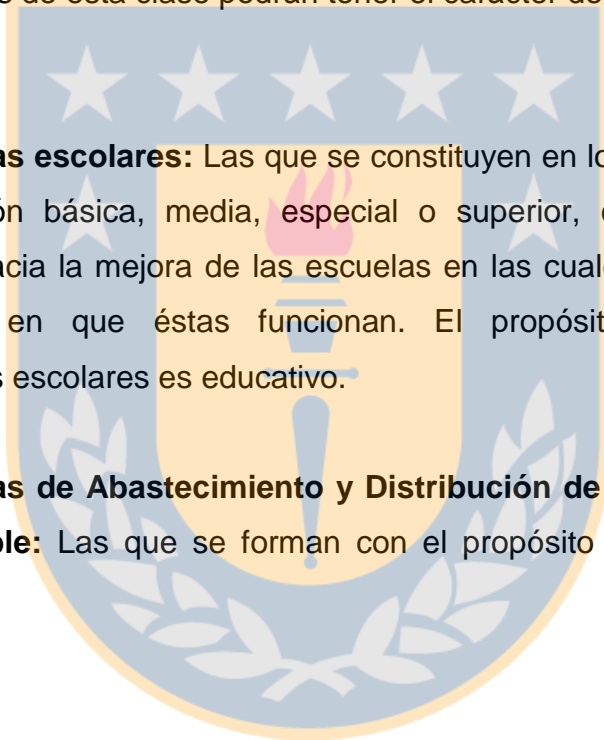 de esta clase podrán tener el carácter de
as escolares: Las que se constituyen en lo
ón básica, media, especial o superior,
acia la mejora de las escuelas en las cual
en que éstas funcionan. El propósit
s escolares es educativo.
as de Abastecimiento y Distribución de
ble: Las que se forman con el propósito